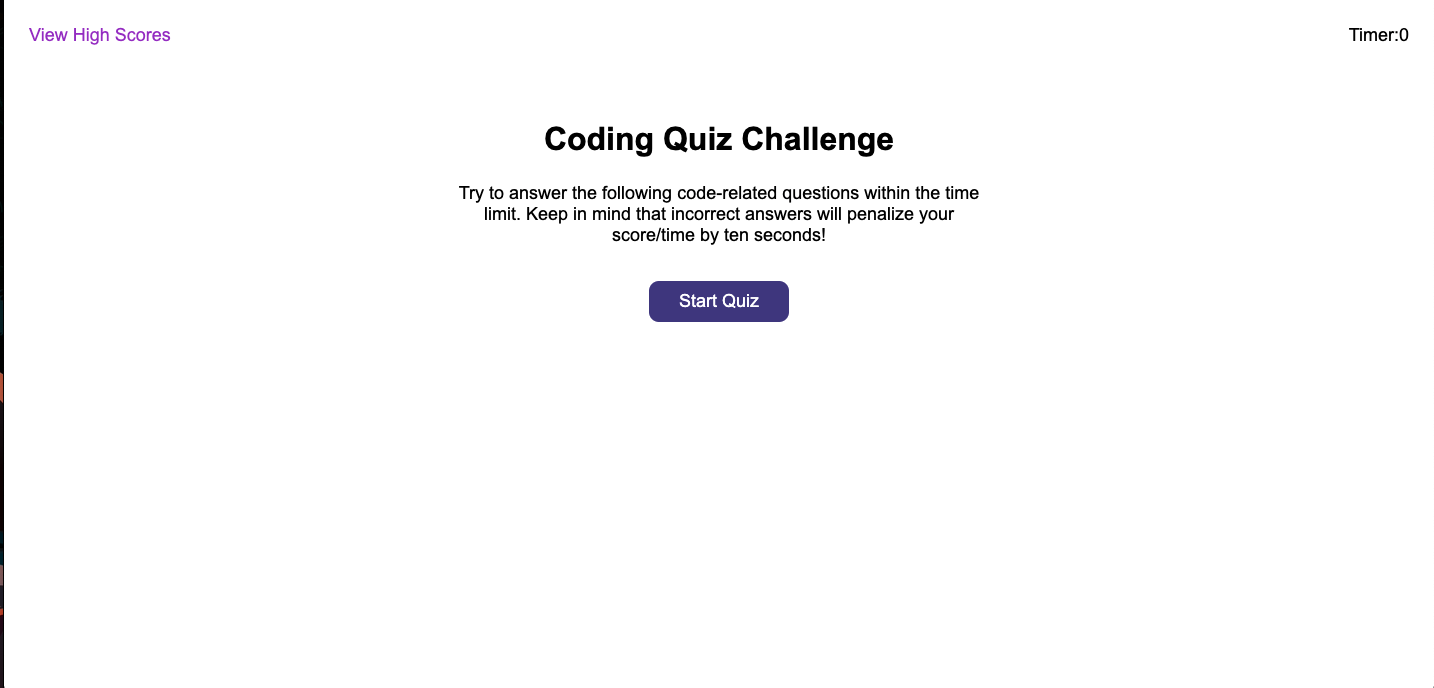 View High Scores
Timer:0
Coding Quiz Challenge
Try to answer the following code-related questions within the time
limit. Keep in mind that incorrect answers will penalize your
score/time by ten seconds!
Start Quiz